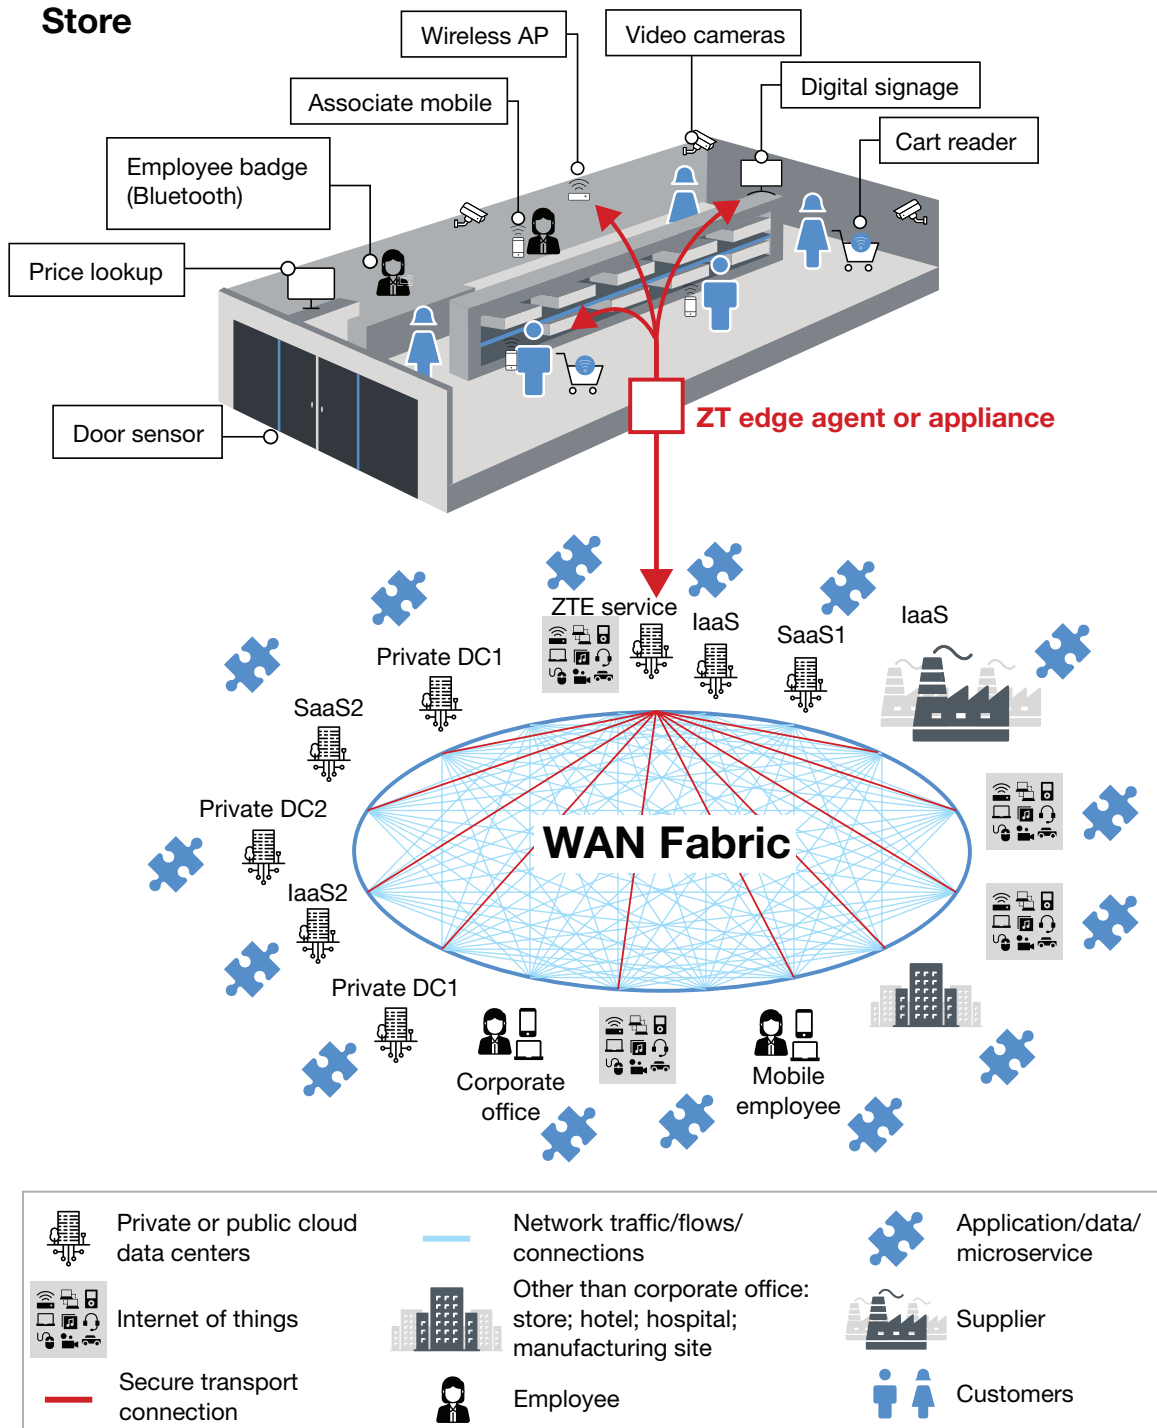 Store
Wireless AP
Video cameras
Associate mobile
Digital signage
Employee badge
(Bluetooth)
Cart reader
Price lookup
Door sensor
ZT edge agent or appliance
ZTE service
IaaS
SaaS1
IaaS
Private DC1
SaaS2
Private DC2
WAN Fabric
IaaS2
Private DC1
Corporate
office
Mobile
employee
Private or public cloud
data centers
Network traffic/flows/
connections
Application/data/
microservice
Internet of things
Other than corporate office:
store; hotel; hospital;
manufacturing site
Supplier
Secure transport
connection
Employee
Customers